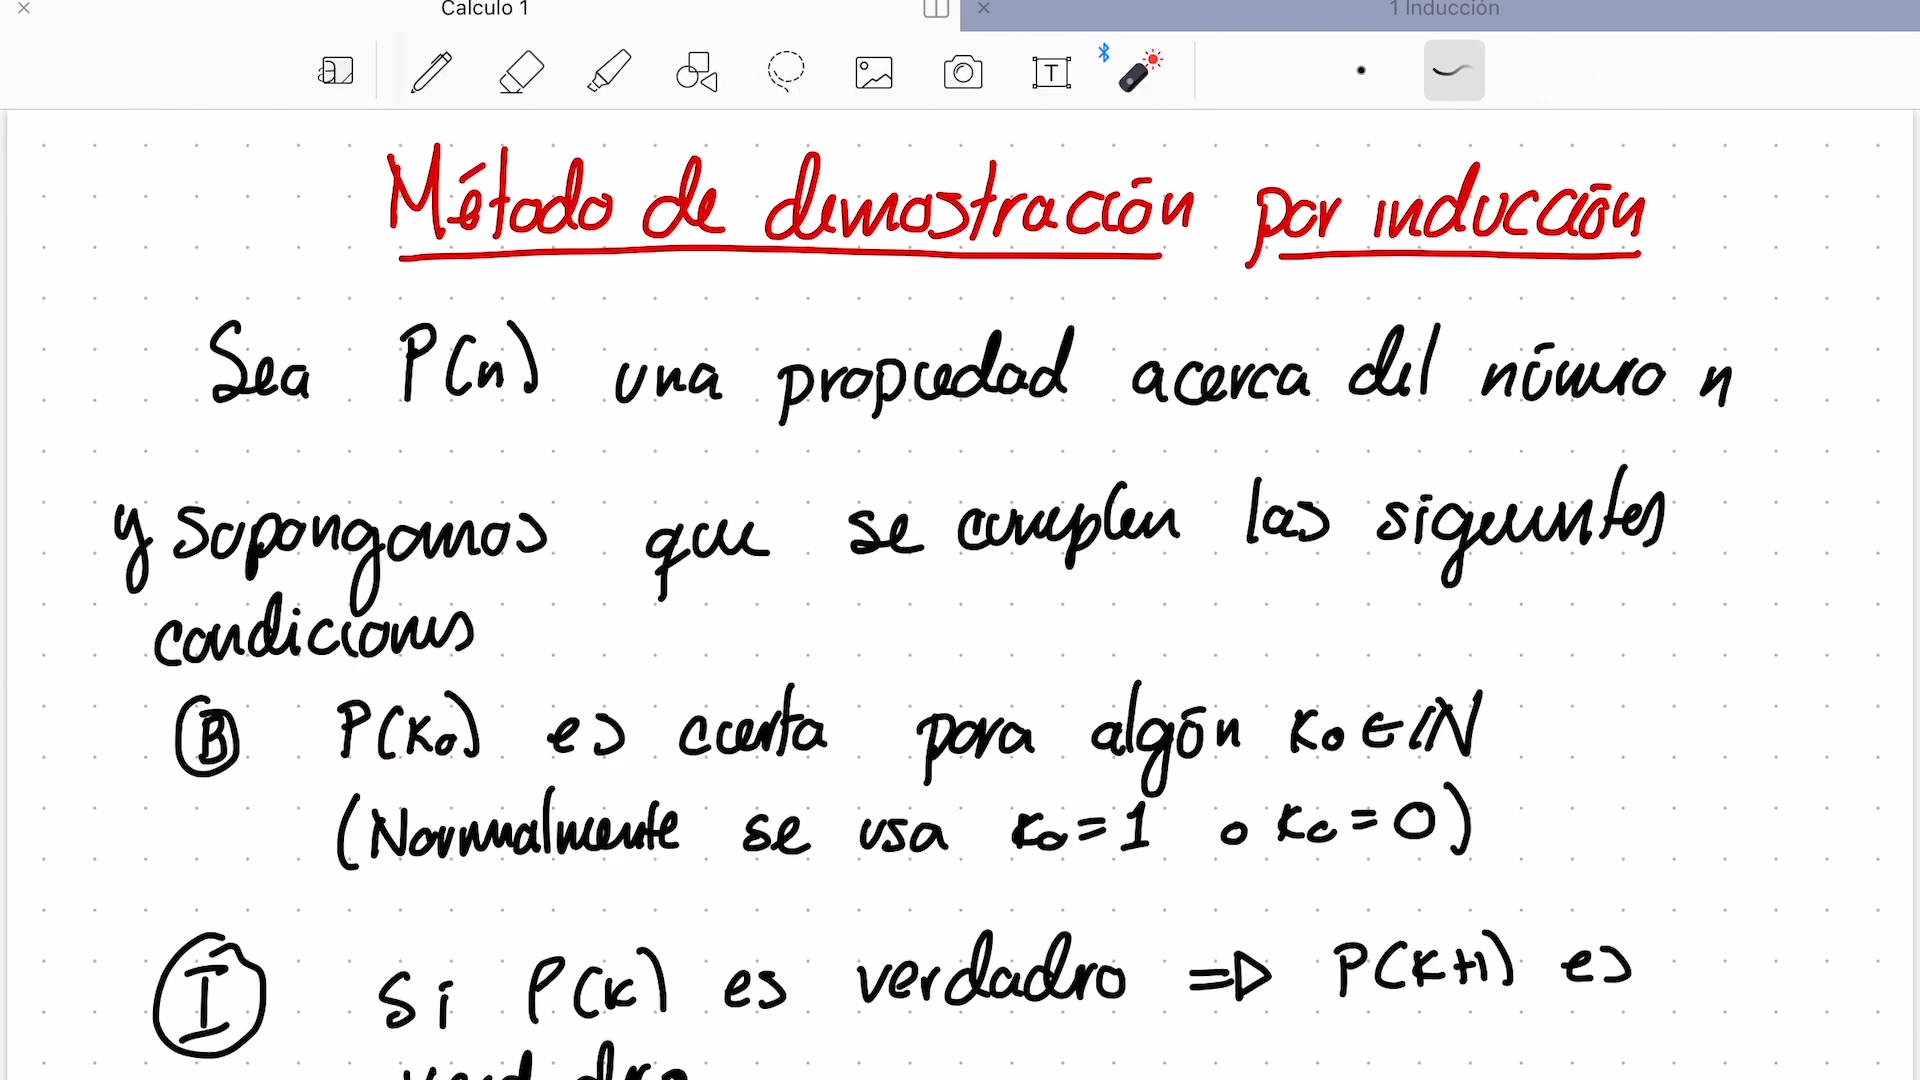 Calculo 1
1 Inducción
T
Método de demostración por inducción
Sea P(n) una propiedad acerca del número n
y supongamos que se cumplen las siguientes
condiciones
B P(k₀) es cierta para algún k₀ ∈ ℕ
(Normalmente se usa k₀ = 1 o k₀ = 0)
I Si P(k) es verdadro ⇒ P(k+1) es